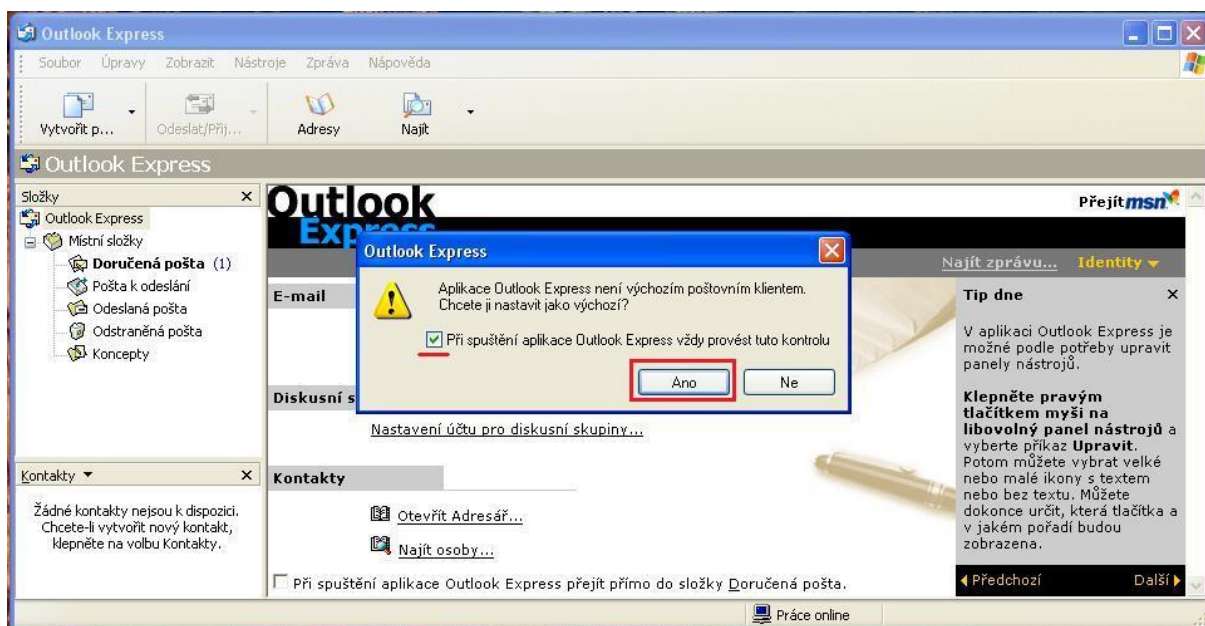 Outlook Express
Soubor Úpravy Zobrazit Nástroje Zpráva Nápověda
Vytvořit p... Odeslat/Přij... Adresy Najít
Outlook Express
Složky
Outlook Express
Místní složky
Doručená pošta (1)
Pošta k odeslání
Odeslaná pošta
Odstraněná pošta
Koncepty
Kontakty
Žádné kontakty nejsou k dispozici.
Chcete-li vytvořit nový kontakt,
klepněte na volbu Kontakty.
Outlook
Express
Přejít msn
Najít zprávu... Identity
E-mail
Outlook Express
Aplikace Outlook Express není výchozím poštovním klientem.
Chcete ji nastavit jako výchozí?
Při spuštění aplikace Outlook Express vždy provést tuto kontrolu
Ano Ne
Diskusní s
Nastavení účtu pro diskusní skupiny...
Kontakty
Otevřít Adresář...
Najít osoby...
Při spuštění aplikace Outlook Express přejít přímo do složky Doručená pošta.
Tip dne
V aplikaci Outlook Express je
možné podle potřeby upravit
panely nástrojů.
Klepněte pravým
tlačítkem myši na
libovolný panel nástrojů a
vyberte příkaz Upravit.
Potom můžete vybrat velké
nebo malé ikony s textem
nebo bez textu. Můžete
dokonce určit, která tlačítka a
v jakém pořadí budou
zobrazena.
Předchozí Další
Práce online